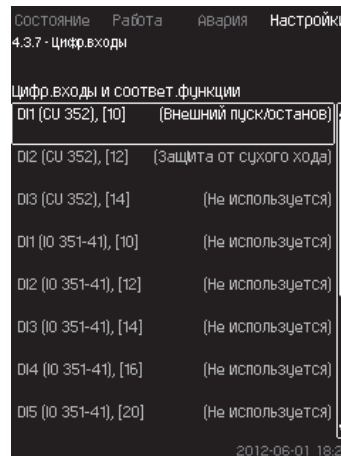 Состояние Работа Авария Настройк
4.3.7 - Цифр.входы
Цифр.входы и соответ.функции
DI1 (CU 352), [10] (Внешний пуск/останов)
DI2 (CU 352), [12] (Защита от сухого хода)
DI3 (CU 352), [14] (Не используется)
DI1 (IO 351-41), [10] (Не используется)
DI2 (IO 351-41), [12] (Не используется)
DI3 (IO 351-41), [14] (Не используется)
DI4 (IO 351-41), [16] (Не используется)
DI5 (IO 351-41), [20] (Не используется)
2012-06-01 18:2